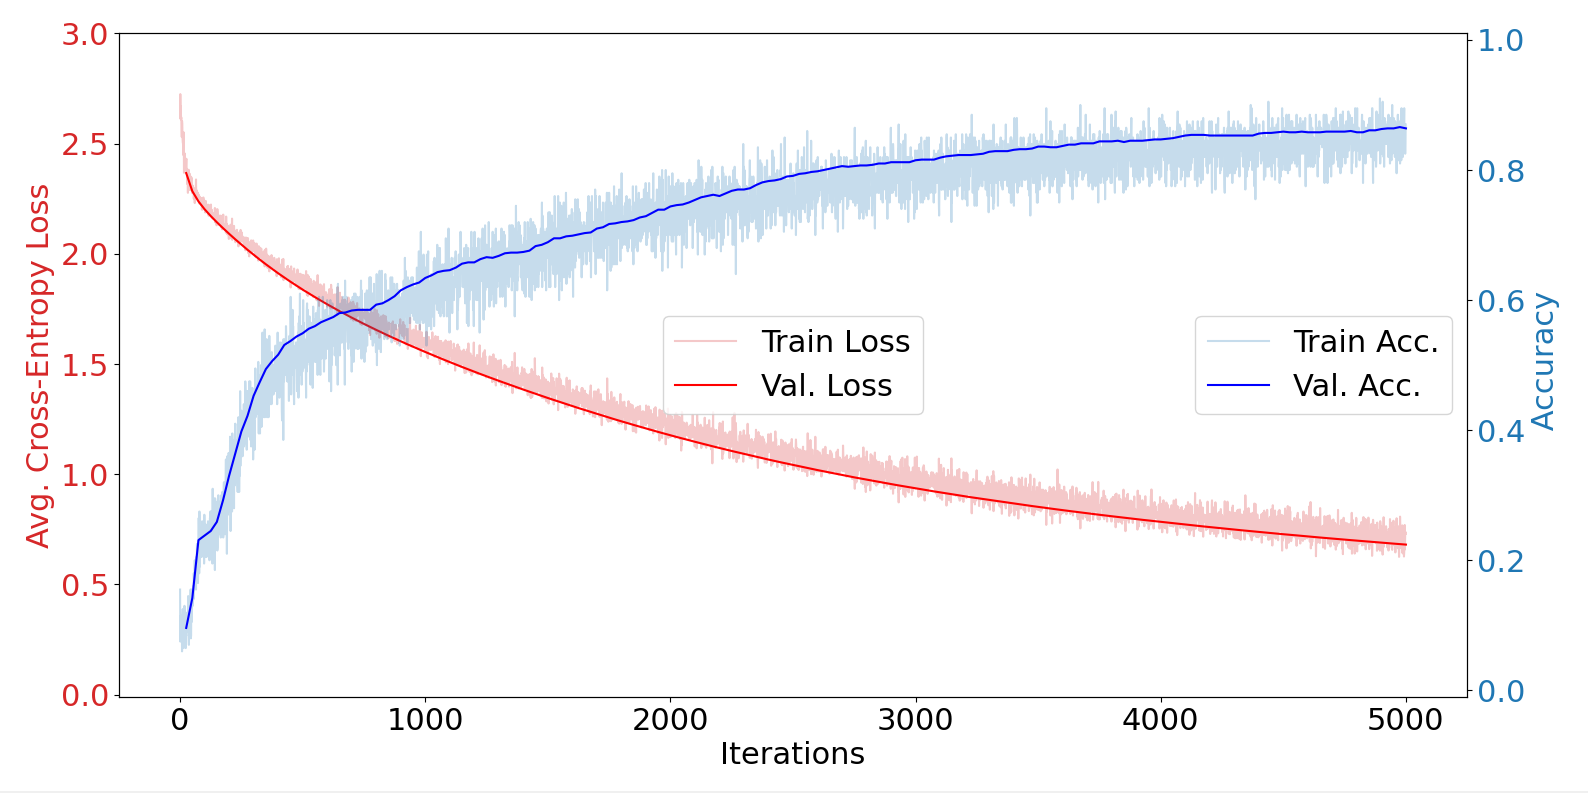 3.0
2.5
2.0
1.5
1.0
0.5
0.0
Avg. Cross-Entropy Loss
1.0
0.8
0.6
0.4
0.2
0.0
Accuracy
Train Loss
Val. Loss
Train Acc.
Val. Acc.
0 1000 2000 3000 4000 5000
Iterations